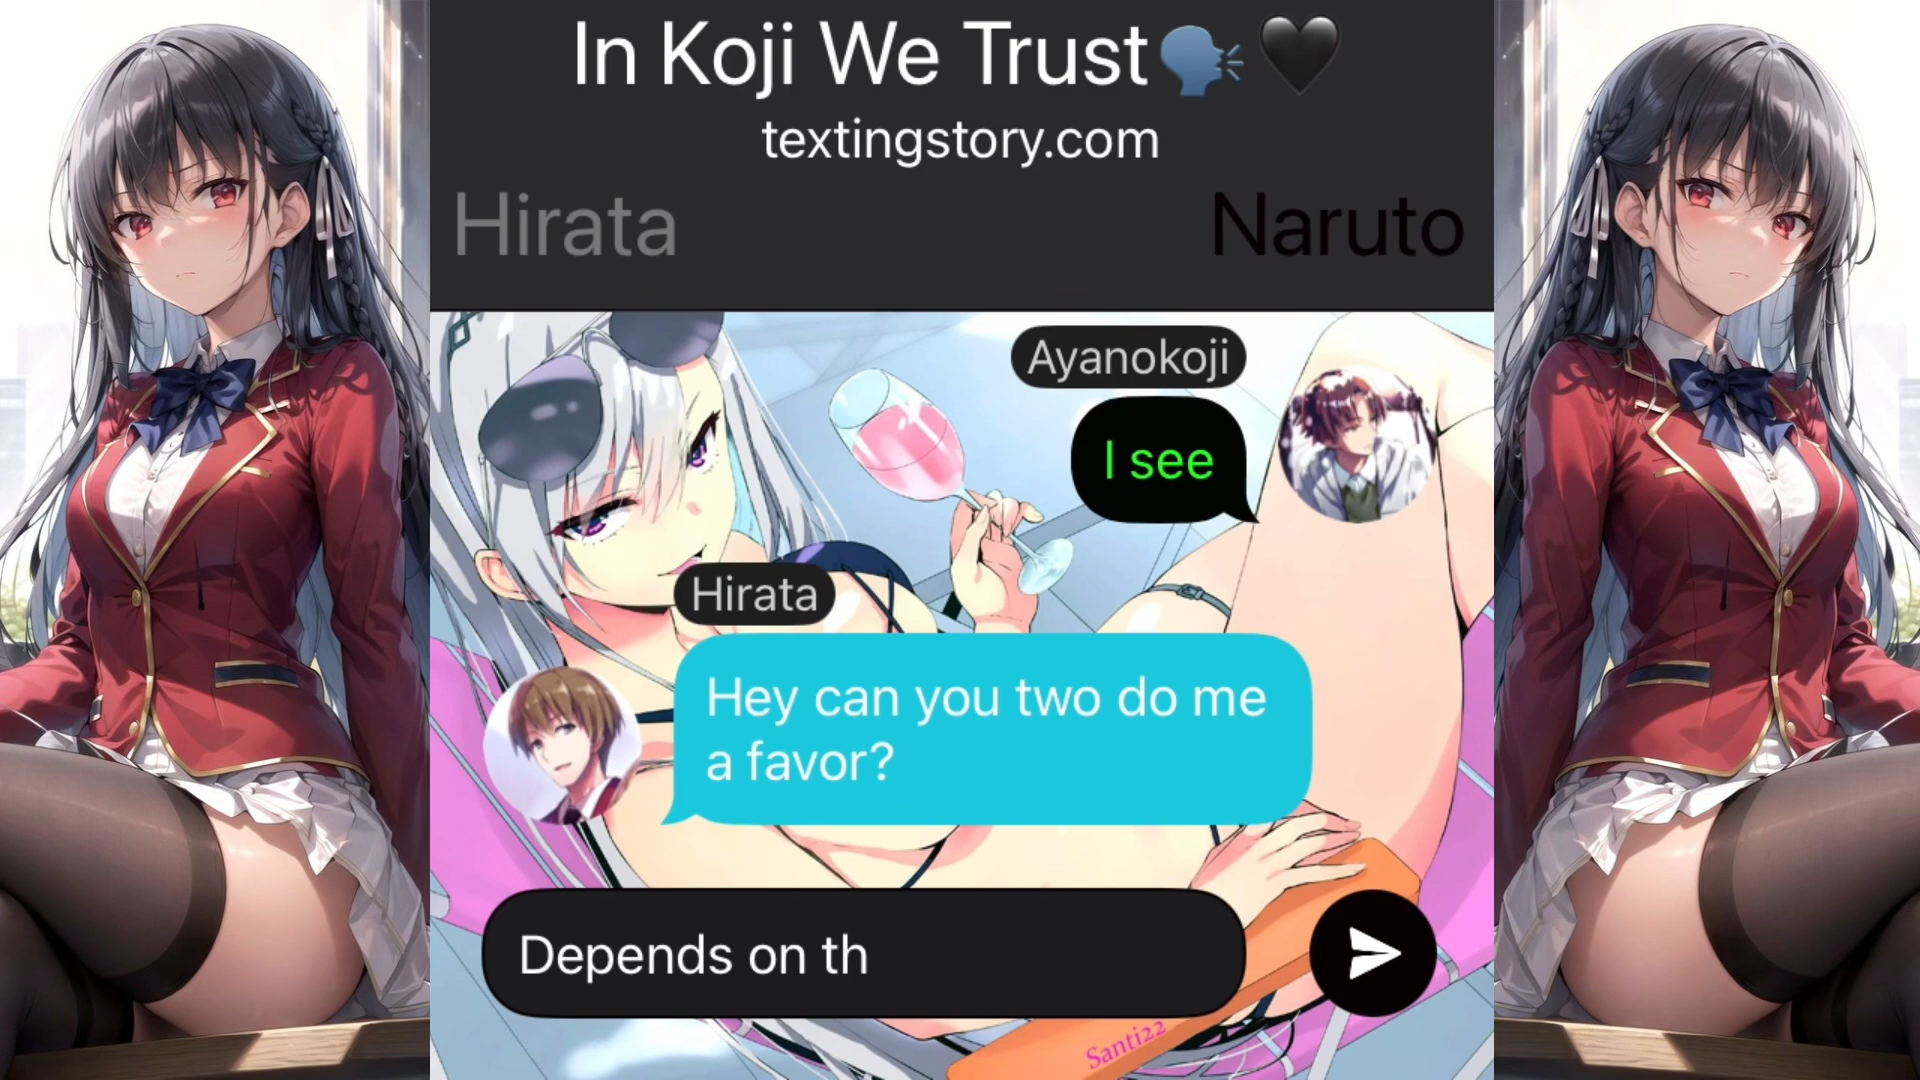 In Koji We Trust🗣️🖤
textingstory.com
Hirata
Naruto
Ayanokoji
I see
Hirata
Hey can you two do me
a favor?
Depends on th
Santi22